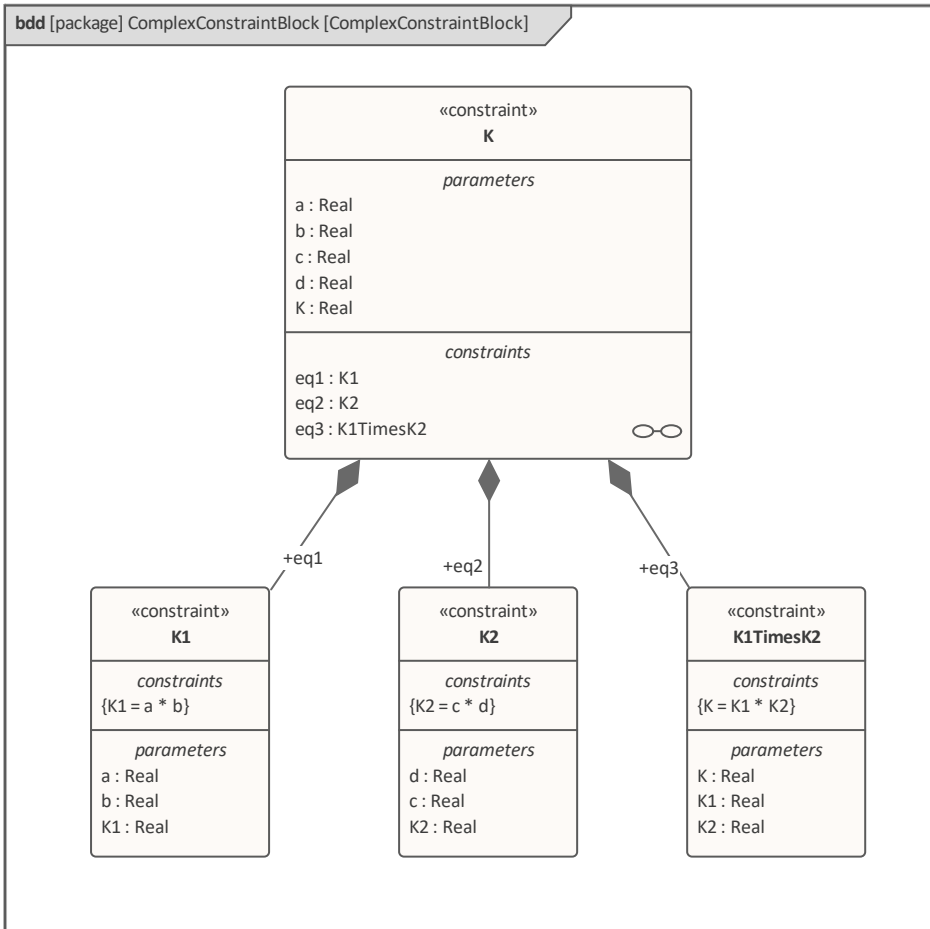 bdd [package] ComplexConstraintBlock [ComplexConstraintBlock]
«constraint»
K
parameters
a : Real
b : Real
c : Real
d : Real
K : Real
constraints
eq1 : K1
eq2 : K2
eq3 : K1TimesK2
+eq1
+eq2
+eq3
«constraint»
K1
constraints
{K1 = a * b}
parameters
a : Real
b : Real
K1 : Real
«constraint»
K2
constraints
{K2 = c * d}
parameters
d : Real
c : Real
K2 : Real
«constraint»
K1TimesK2
constraints
{K = K1 * K2}
parameters
K : Real
K1 : Real
K2 : Real